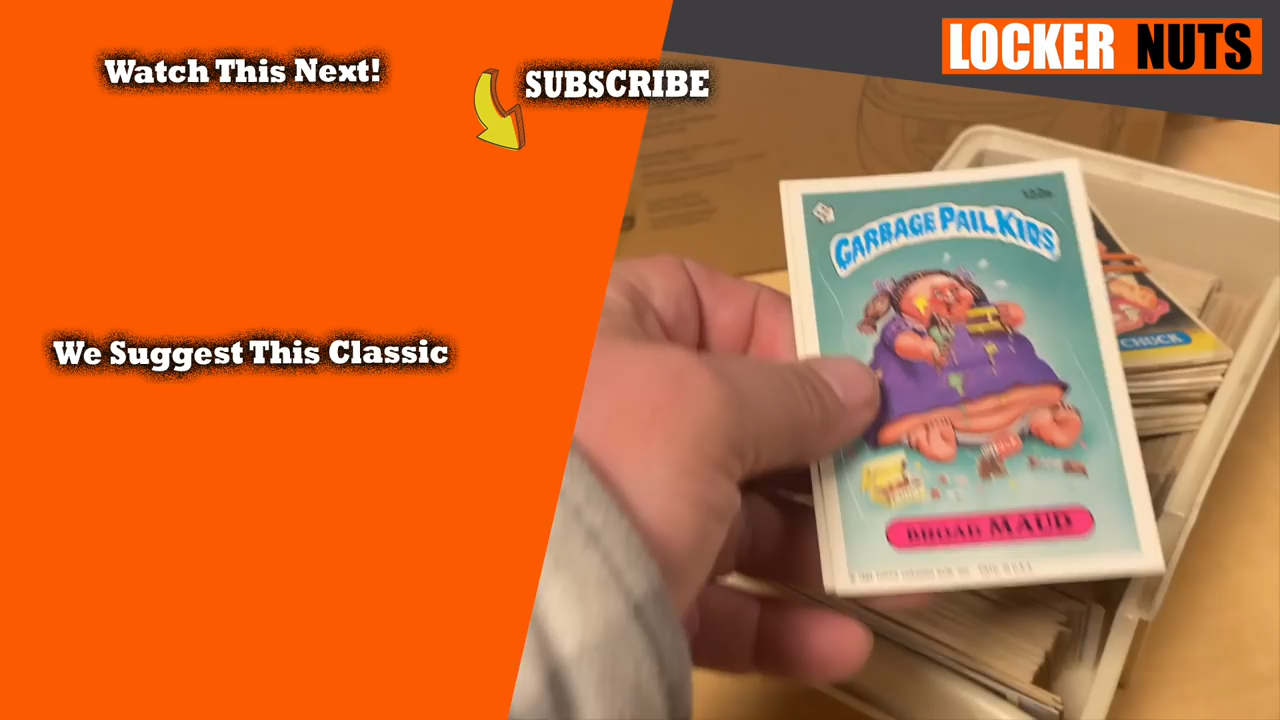 LOCKER NUTS
Watch This Next!
SUBSCRIBE
GARBAGE PAIL KIDS
CHUCK
We Suggest This Classic
BROAD MAUD